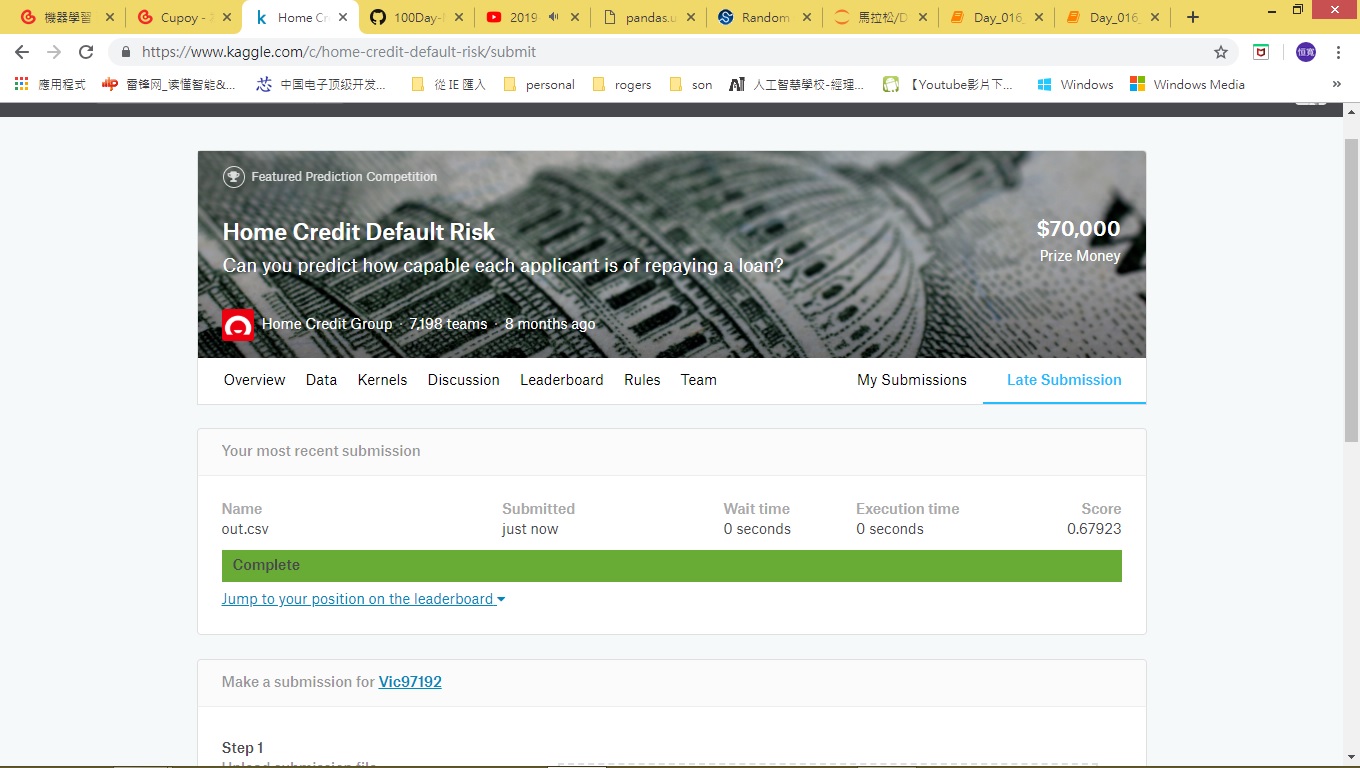 機器學習
Cupoy - 
Home Cr
100Day-
2019
pandas.u
Random
馬拉松/D
Day_016_
Day_016_
https://www.kaggle.com/c/home-credit-default-risk/submit
恒寬
應用程式
雷锋网_读懂智能&...
中国电子顶级开发...
從 IE 匯入
personal
rogers
son
人工智慧學校-經理...
【Youtube影片下...
Windows
Windows Media
»
Featured Prediction Competition
Home Credit Default Risk
$70,000
Can you predict how capable each applicant is of repaying a loan?
Prize Money
Home Credit Group · 7,198 teams · 8 months ago
Overview
Data
Kernels
Discussion
Leaderboard
Rules
Team
My Submissions
Late Submission
Your most recent submission
Name
Submitted
Wait time
Execution time
Score
out.csv
just now
0 seconds
0 seconds
0.67923
Complete
Jump to your position on the leaderboard
Make a submission for Vic97192
Step 1
Upload submission file